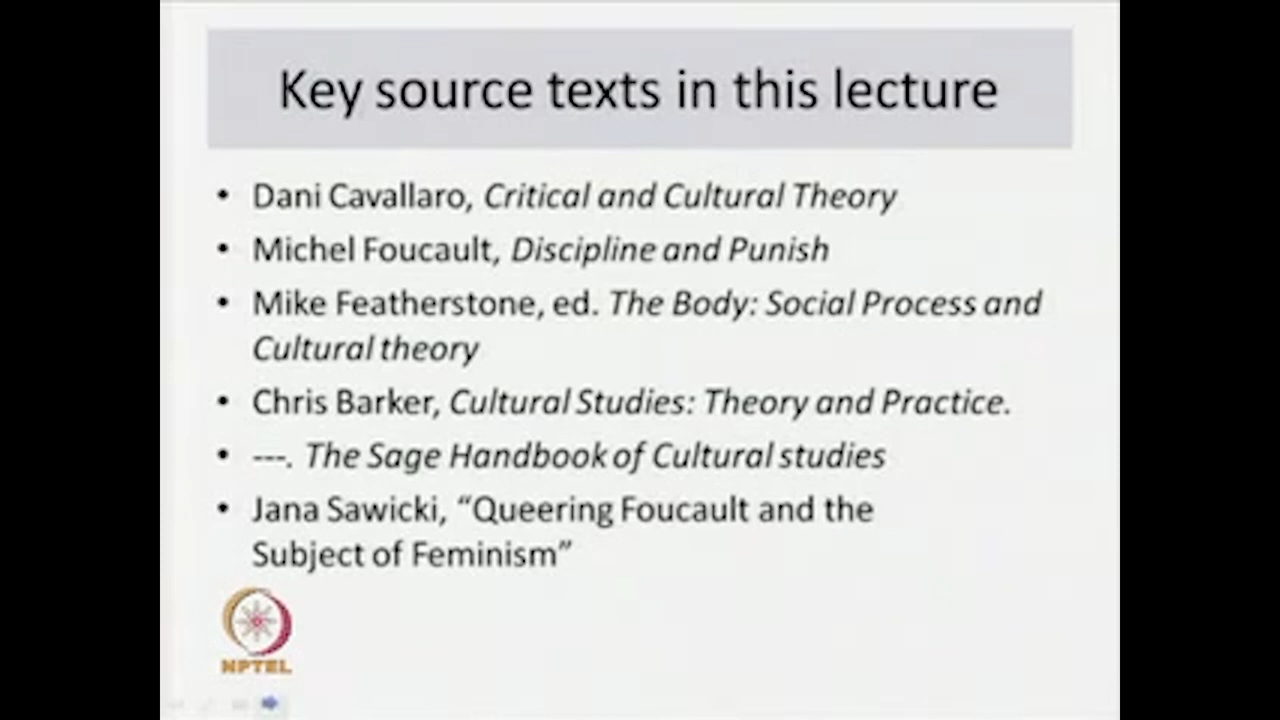 Key source texts in this lecture
• Dani Cavallaro, Critical and Cultural Theory
• Michel Foucault, Discipline and Punish
• Mike Featherstone, ed. The Body: Social Process and
Cultural theory
• Chris Barker, Cultural Studies: Theory and Practice.
• ---. The Sage Handbook of Cultural studies
• Jana Sawicki, “Queering Foucault and the
Subject of Feminism”
NPTEL